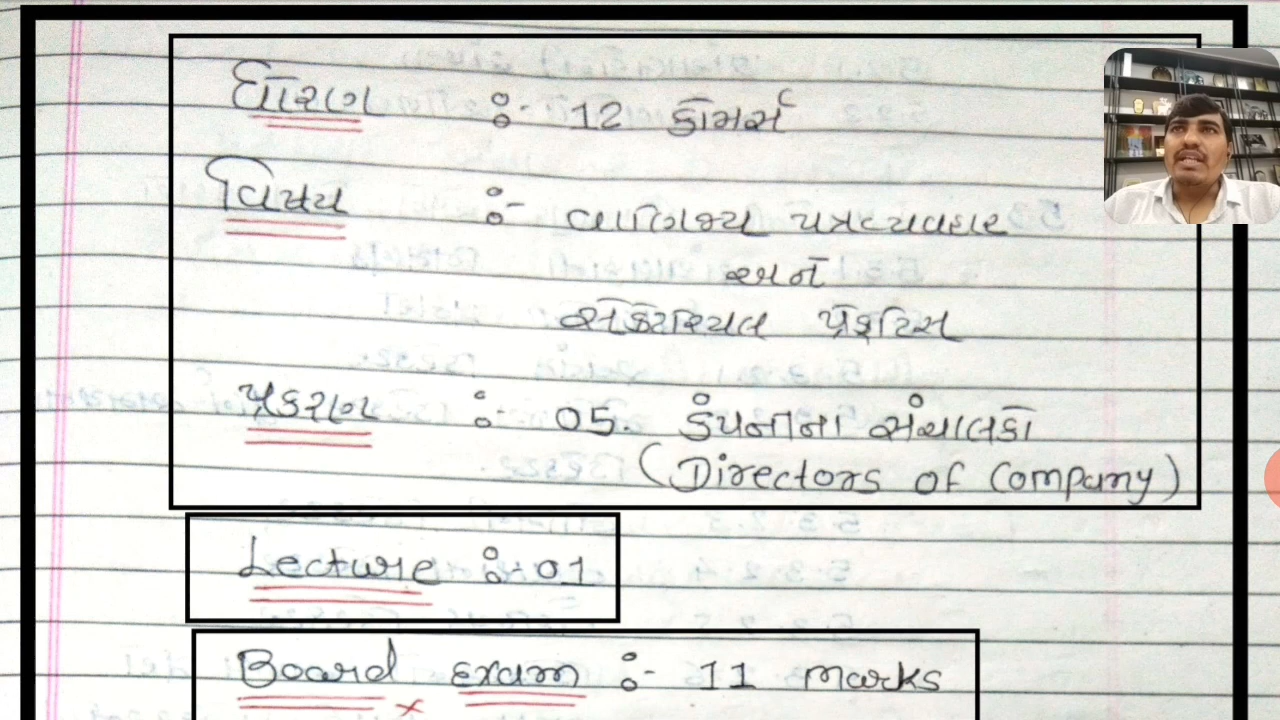 ધોરણ :- 12 કોમર્સ
વિષય :- વાણિજ્ય પત્રવ્યવહાર
અને
સેક્રેટરિયલ પ્રેક્ટિસ
પ્રકરણ :- 05. કંપનીના સંચાલકો
(Directors of Company)
Lecture :- 01
Board Exam :- 11 marks